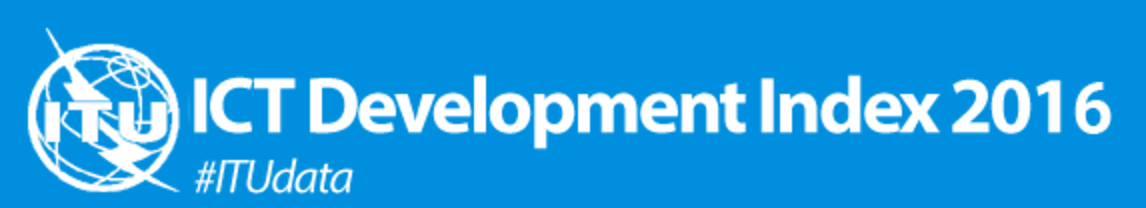 ITU
ICT Development Index 2016
#ITUdata